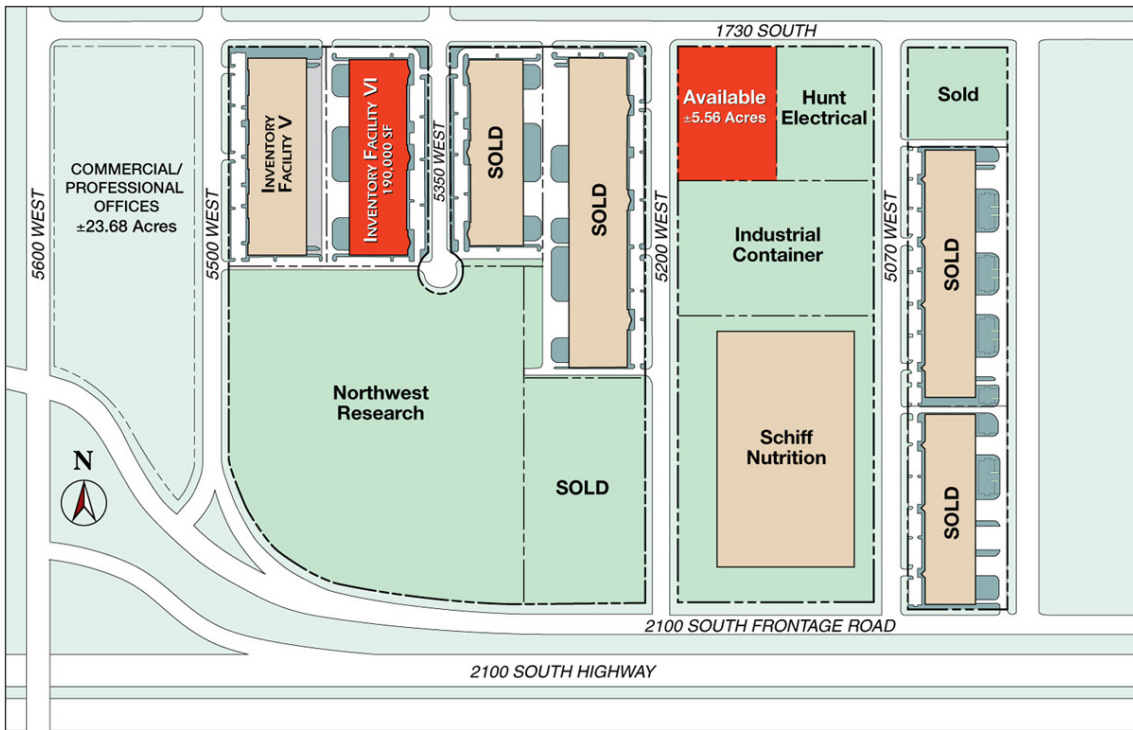 1730 SOUTH
COMMERCIAL/
PROFESSIONAL
OFFICES
±23.68 Acres
5600 WEST
5500 WEST
INVENTORY
FACILITY V
INVENTORY FACILITY VI
190,000 SF
5350 WEST
SOLD
SOLD
5200 WEST
Available
±5.56 Acres
Hunt
Electrical
Industrial
Container
5070 WEST
Sold
SOLD
Northwest
Research
SOLD
Schiff
Nutrition
SOLD
N
2100 SOUTH FRONTAGE ROAD
2100 SOUTH HIGHWAY